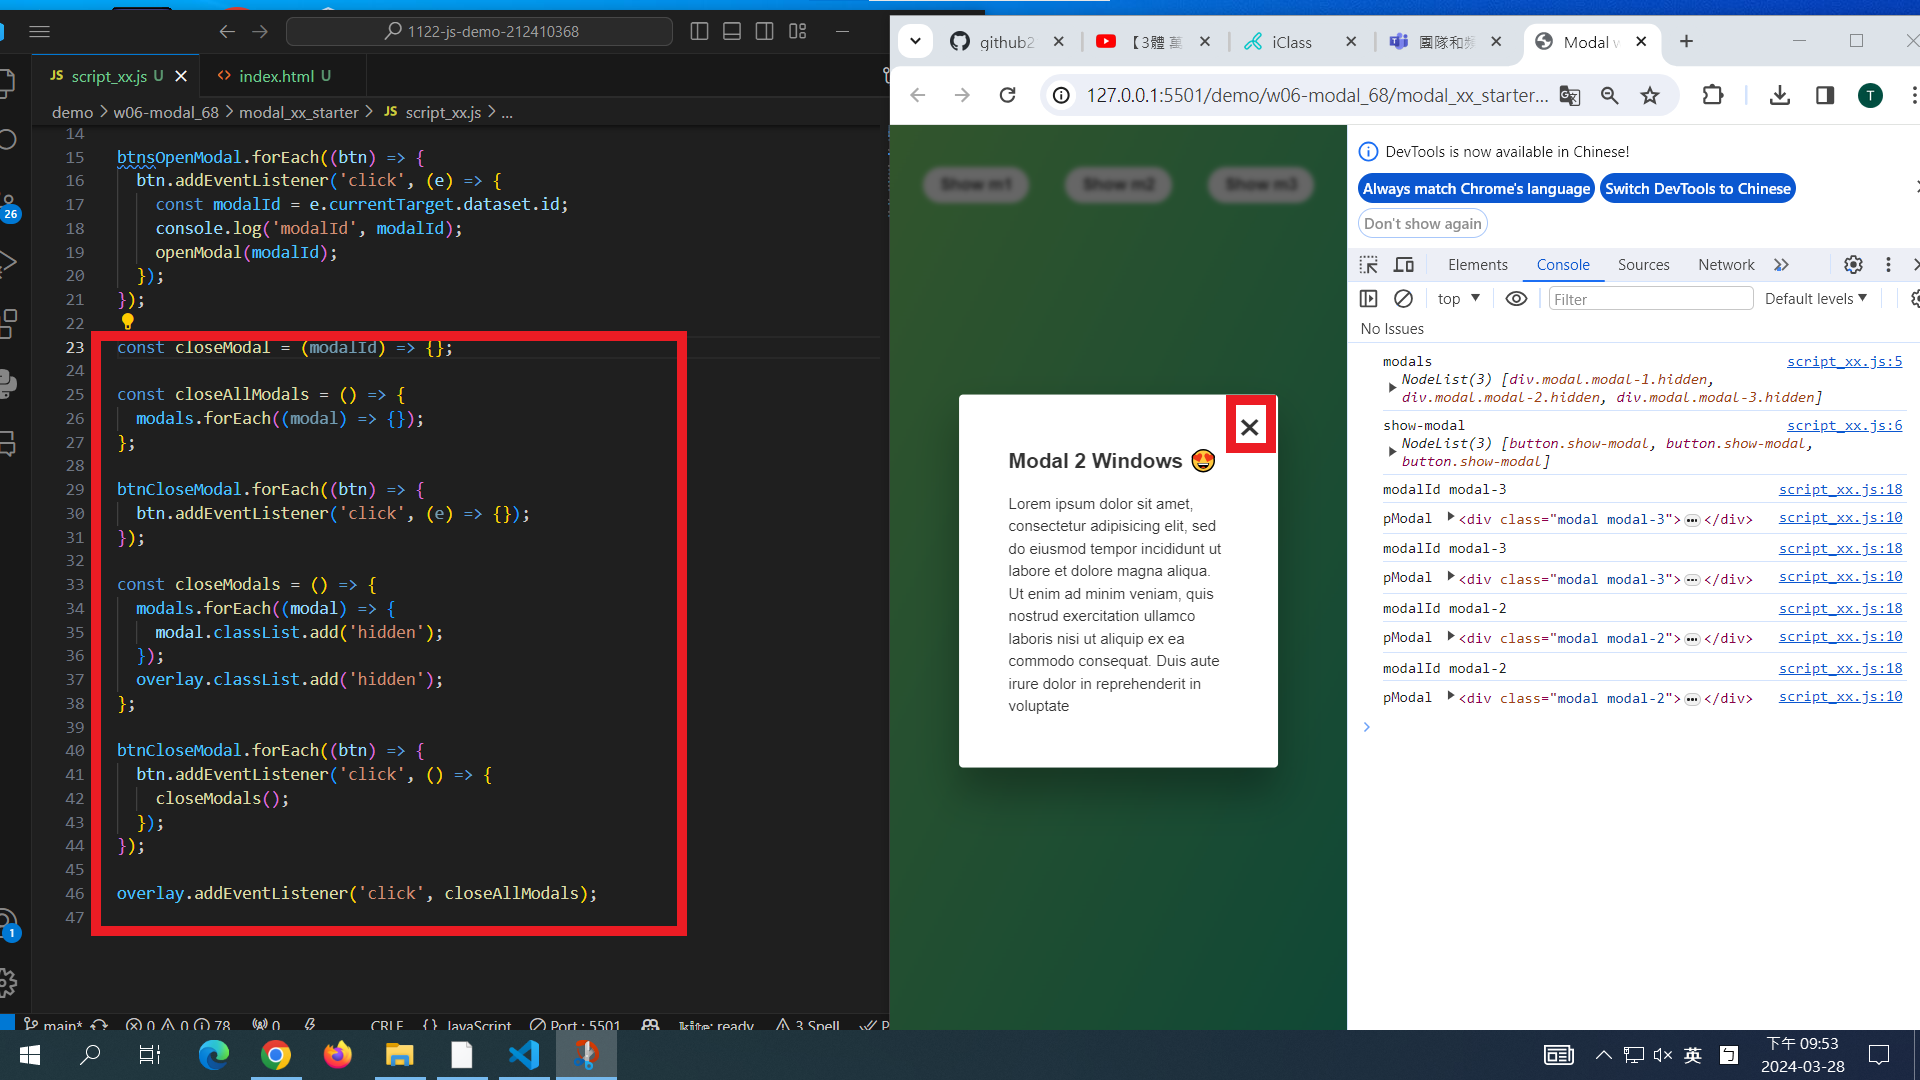 1122-js-demo-212410368
JS script_xx.js U
<> index.html U
demo > w06-modal_68 > modal_xx_starter > JS script_xx.js > ...
14
15 btnsOpenModal.forEach((btn) => {
16 btn.addEventListener('click', (e) => {
17 const modalId = e.currentTarget.dataset.id;
18 console.log('modalId', modalId);
19 openModal(modalId);
20 });
21 });
22
23 const closeModal = (modalId) => {};
24
25 const closeAllModals = () => {
26 modals.forEach((modal) => {});
27 };
28
29 btnCloseModal.forEach((btn) => {
30 btn.addEventListener('click', (e) => {});
31 });
32
33 const closeModals = () => {
34 modals.forEach((modal) => {
35 modal.classList.add('hidden');
36 });
37 overlay.classList.add('hidden');
38 };
39
40 btnCloseModal.forEach((btn) => {
41 btn.addEventListener('click', () => {
42 closeModals();
43 });
44 });
45
46 overlay.addEventListener('click', closeAllModals);
47
26
1
main* 0 0 78 0 CRLF {} JavaScript Port : 5501 kite: ready 3 Spell P
github2
【3體 萬
iClass
團隊和頻
Modal w
127.0.0.1:5501/demo/w06-modal_68/modal_xx_starter...
T
Show m1
Show m2
Show m3
Modal 2 Windows 😍
Lorem ipsum dolor sit amet,
consectetur adipisicing elit, sed
do eiusmod tempor incididunt ut
labore et dolore magna aliqua.
Ut enim ad minim veniam, quis
nostrud exercitation ullamco
laboris nisi ut aliquip ex ea
commodo consequat. Duis aute
irure dolor in reprehenderit in
voluptate
DevTools is now available in Chinese!
Always match Chrome's language
Switch DevTools to Chinese
Don't show again
Elements Console Sources Network
top Filter Default levels
No Issues
modals script_xx.js:5
NodeList(3) [div.modal.modal-1.hidden,
div.modal.modal-2.hidden, div.modal.modal-3.hidden]
show-modal script_xx.js:6
NodeList(3) [button.show-modal, button.show-modal,
button.show-modal]
modalId modal-3 script_xx.js:18
pModal <div class="modal modal-3">…</div> script_xx.js:10
modalId modal-3 script_xx.js:18
pModal <div class="modal modal-3">…</div> script_xx.js:10
modalId modal-2 script_xx.js:18
pModal <div class="modal modal-2">…</div> script_xx.js:10
modalId modal-2 script_xx.js:18
pModal <div class="modal modal-2">…</div> script_xx.js:10
英
ㄅ
下午 09:53
2024-03-28